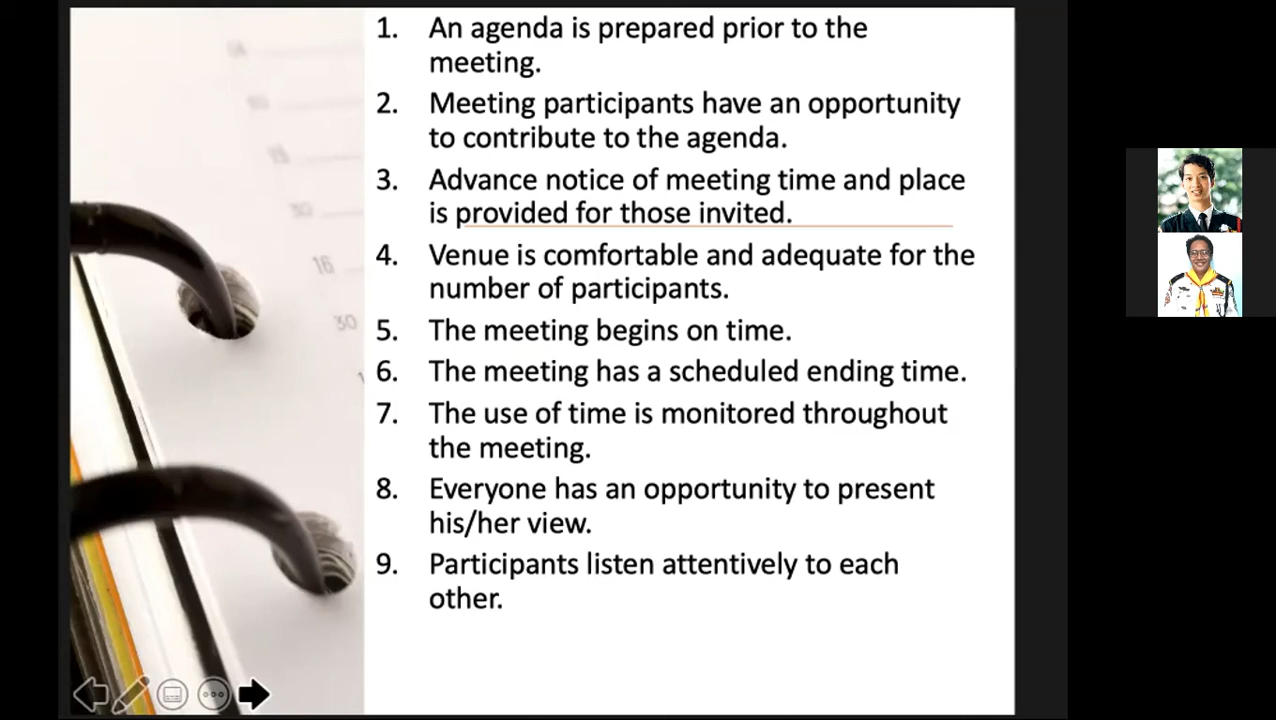 1. An agenda is prepared prior to the
meeting.
2. Meeting participants have an opportunity
to contribute to the agenda.
3. Advance notice of meeting time and place
is provided for those invited.
4. Venue is comfortable and adequate for the
number of participants.
5. The meeting begins on time.
6. The meeting has a scheduled ending time.
7. The use of time is monitored throughout
the meeting.
8. Everyone has an opportunity to present
his/her view.
9. Participants listen attentively to each
other.
30
16
30